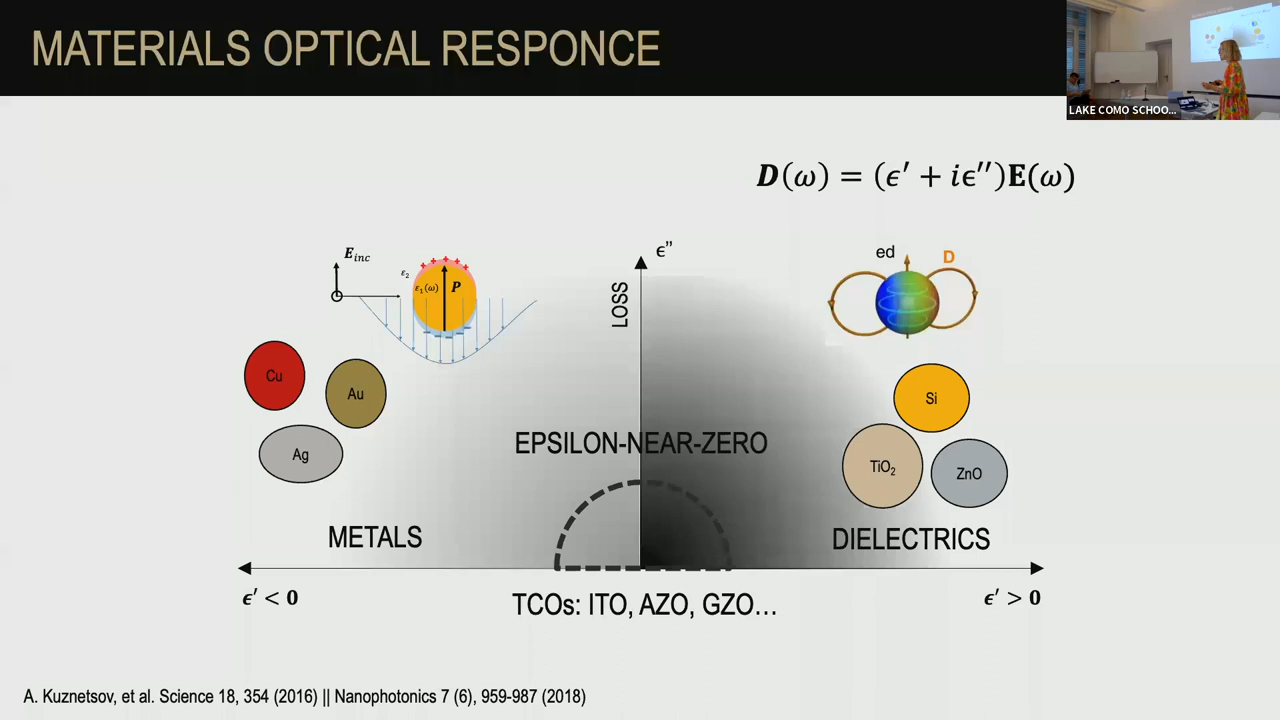 MATERIALS OPTICAL RESPONCE
LAKE COMO SCHOO...
𝑫(ω) = (ϵ′ + iϵ′′)𝐄(ω)
E_inc
ε₂
ε₁(ω)
P
ϵ”
LOSS
ed
D
Cu
Au
Ag
Si
TiO₂
ZnO
EPSILON-NEAR-ZERO
METALS
DIELECTRICS
ϵ′ < 0
TCOs: ITO, AZO, GZO…
ϵ′ > 0
A. Kuznetsov, et al. Science 18, 354 (2016) || Nanophotonics 7 (6), 959-987 (2018)